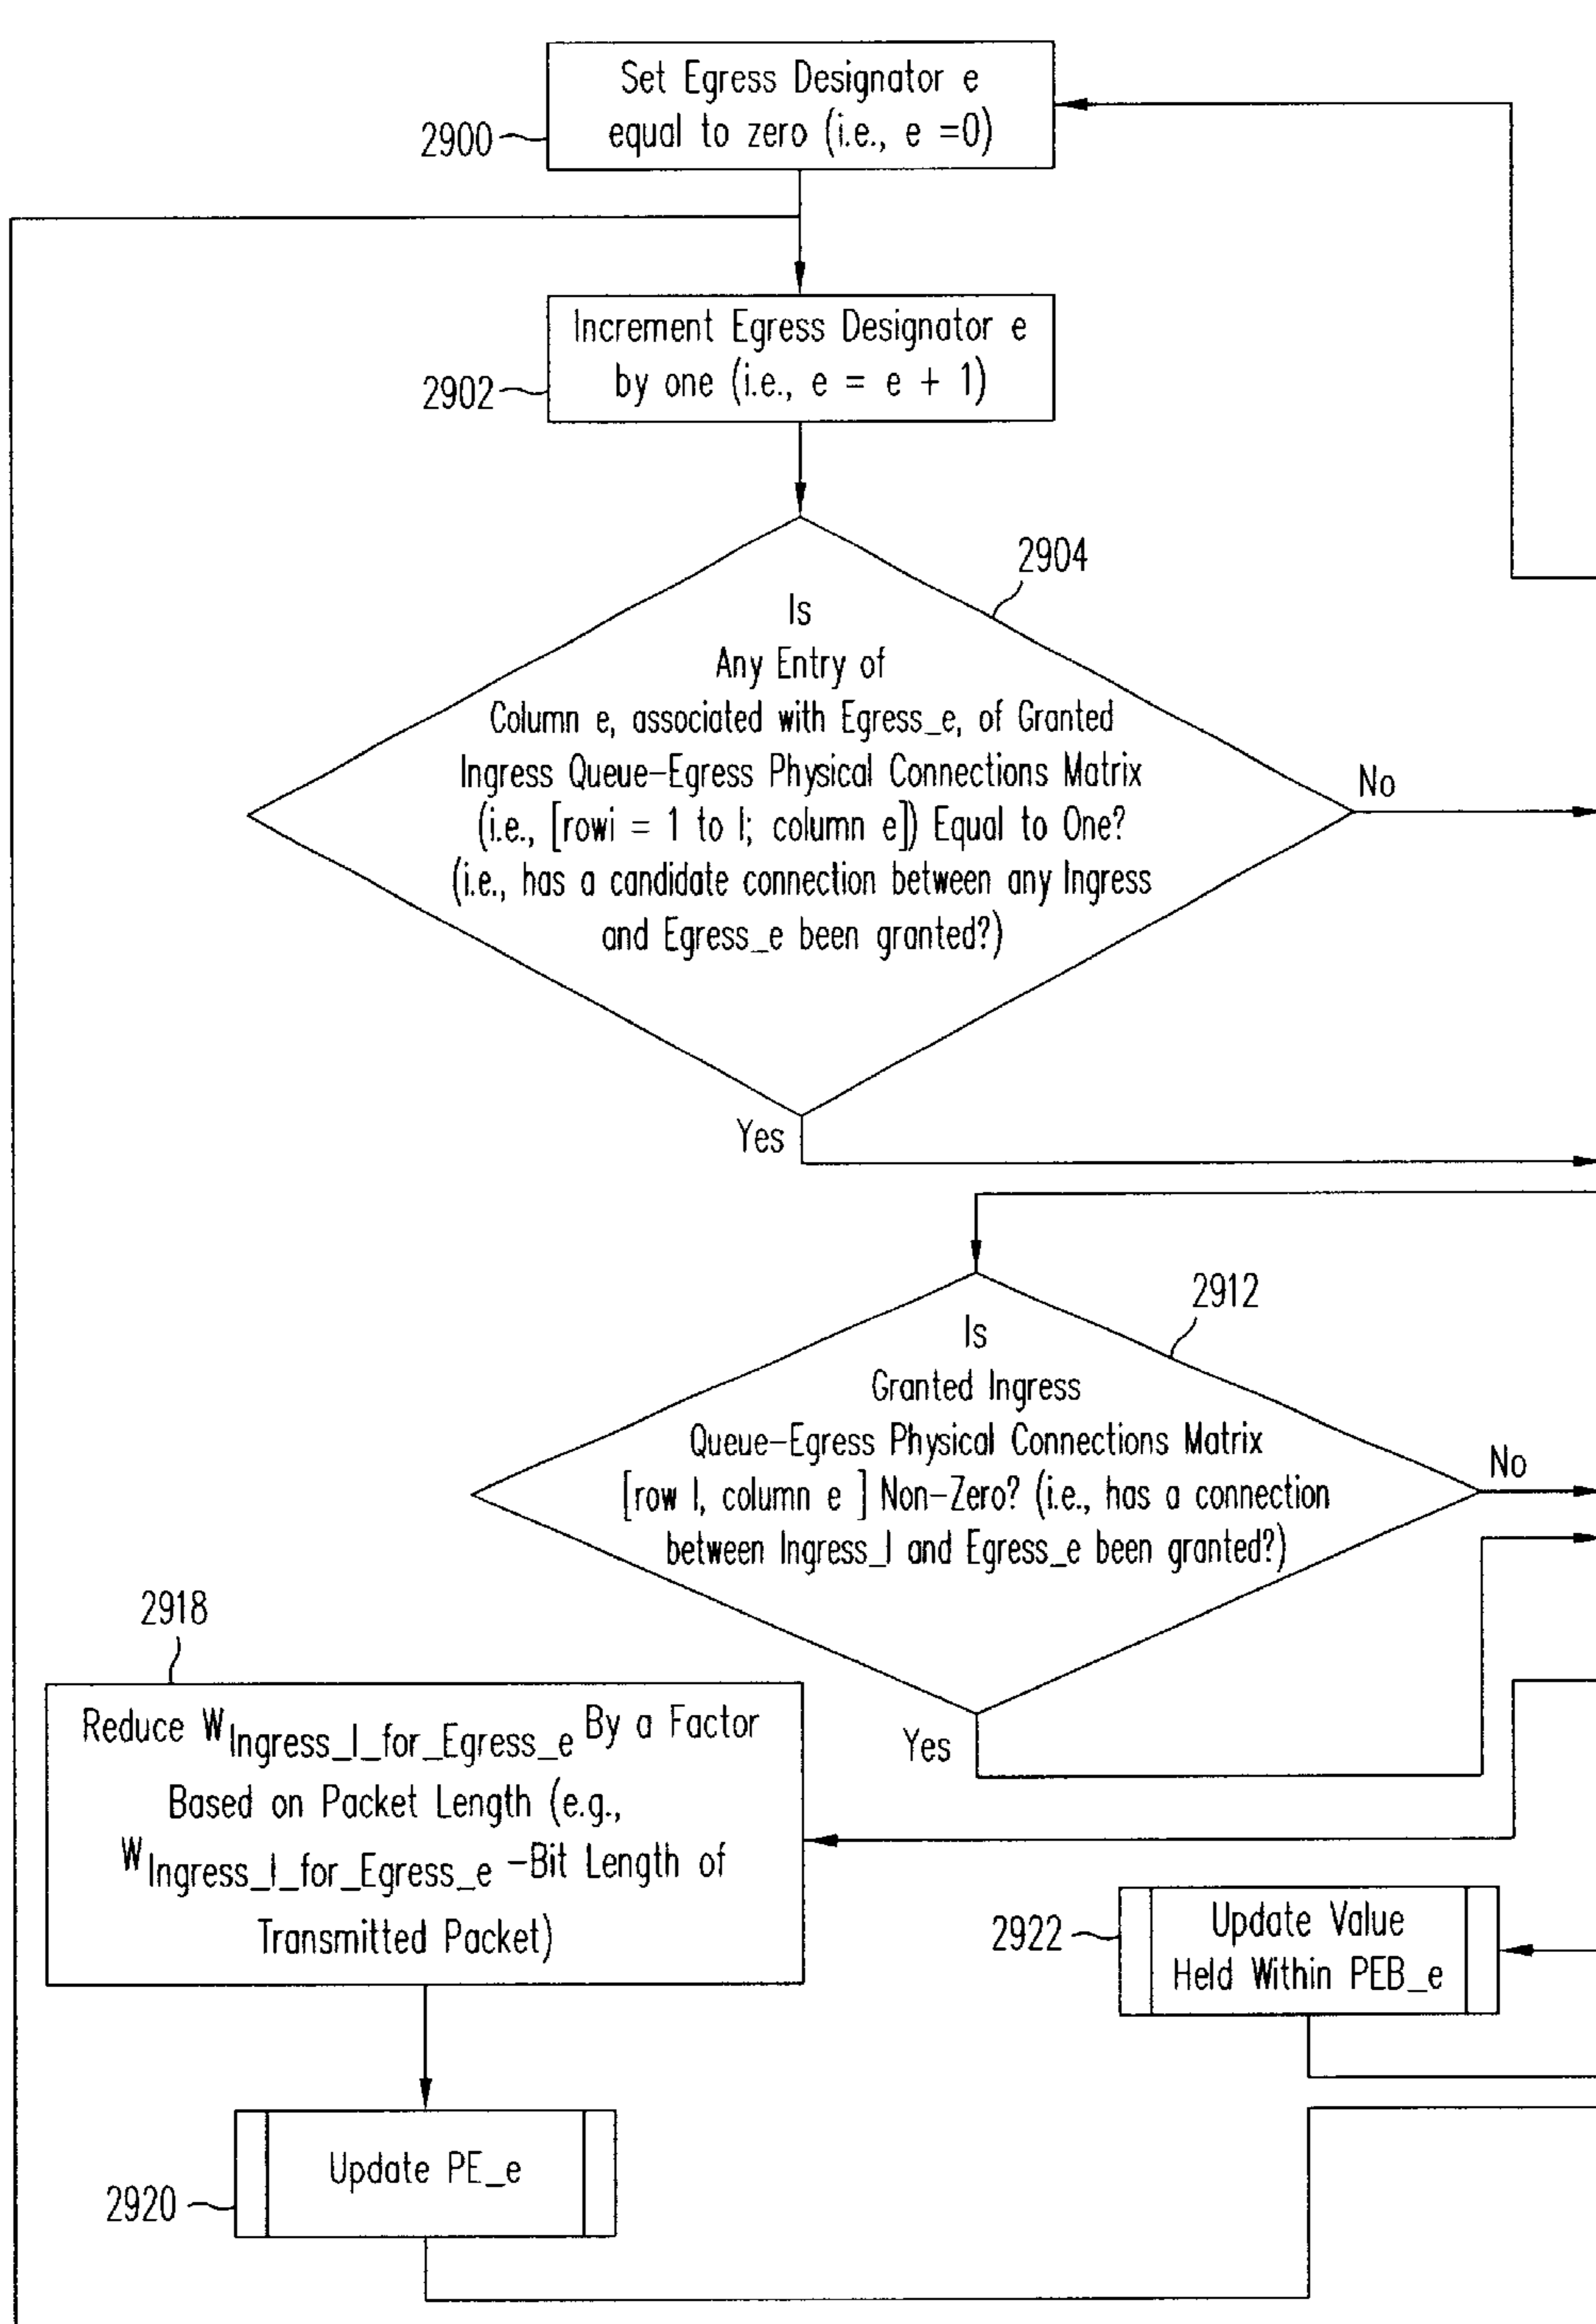 Set Egress Designator e
equal to zero (i.e., e =0)
2900
Increment Egress Designator e
by one (i.e., e = e + 1)
2902
2904
Is
Any Entry of
Column e, associated with Egress_e, of Granted
Ingress Queue-Egress Physical Connections Matrix
(i.e., [rowi = 1 to I; column e]) Equal to One?
(i.e., has a candidate connection between any Ingress
and Egress_e been granted?)
No
Yes
2912
Is
Granted Ingress
Queue-Egress Physical Connections Matrix
[row I, column e ] Non-Zero? (i.e., has a connection
between Ingress_I and Egress_e been granted?)
No
Yes
2918
Reduce W Ingress_I_for_Egress_e By a Factor
Based on Packet Length (e.g.,
W Ingress_I_for_Egress_e -Bit Length of
Transmitted Packet)
2922
Update Value
Held Within PEB_e
Update PE_e
2920